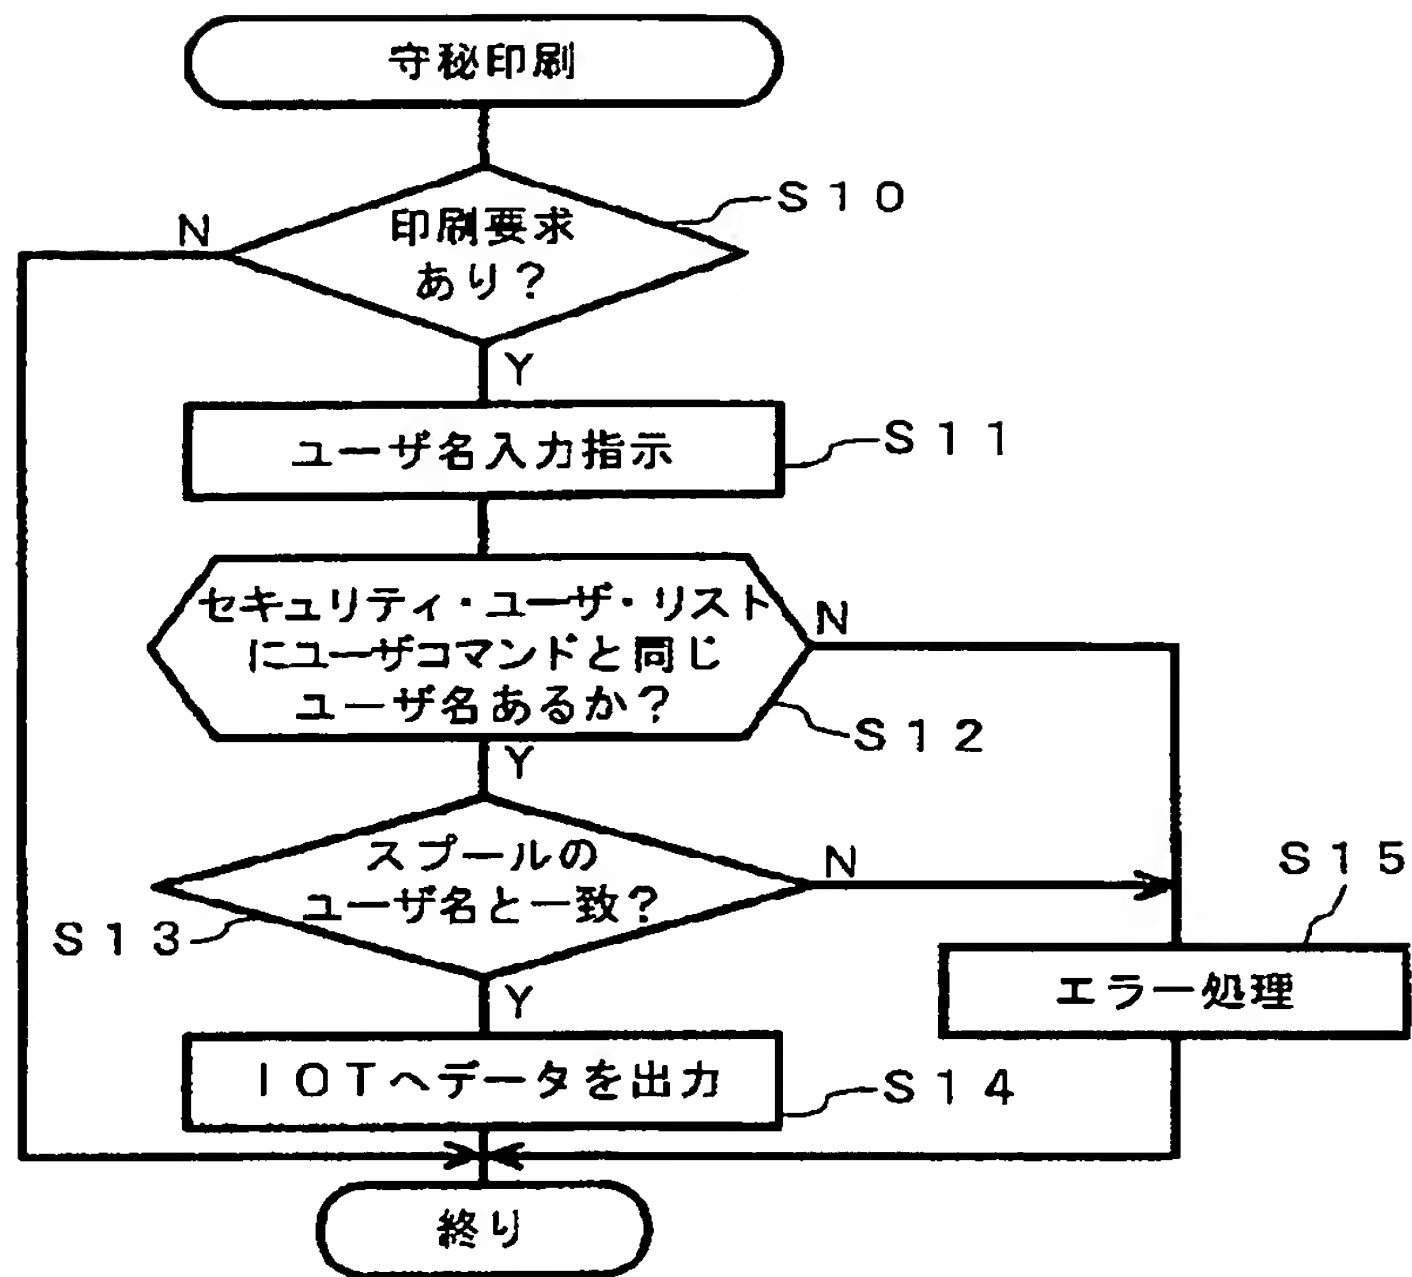 守秘印刷
S10
N
印刷要求
あり?
Y
ユーザ名入力指示
S11
セキュリティ・ユーザ・リスト
にユーザコマンドと同じ
ユーザ名あるか?
N
S12
Y
スプールの
ユーザ名と一致?
N
S13
S15
エラー処理
Y
IOTへデータを出力
S14
終り